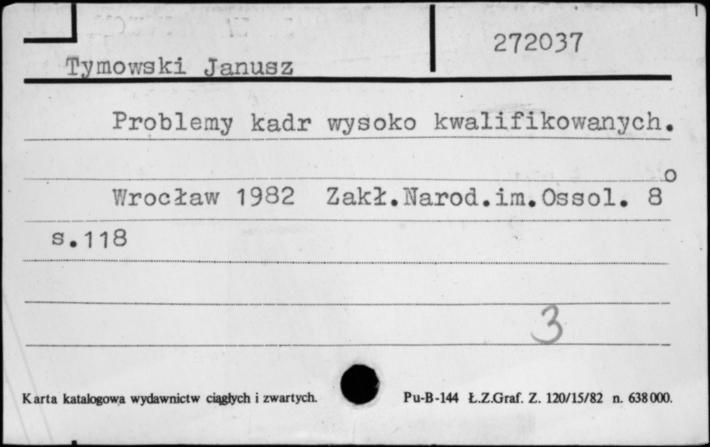 272037
Tymowski Janusz
Problemy kadr wysoko kwalifikowanych.
Wrocław 1982 Zakł.Narod.im.Ossol. 8o
s.118
3
Karta katalogowa wydawnictw ciągłych i zwartych. Pu-B-144 Ł.Z.Graf. Z. 120/15/82 n. 638000.